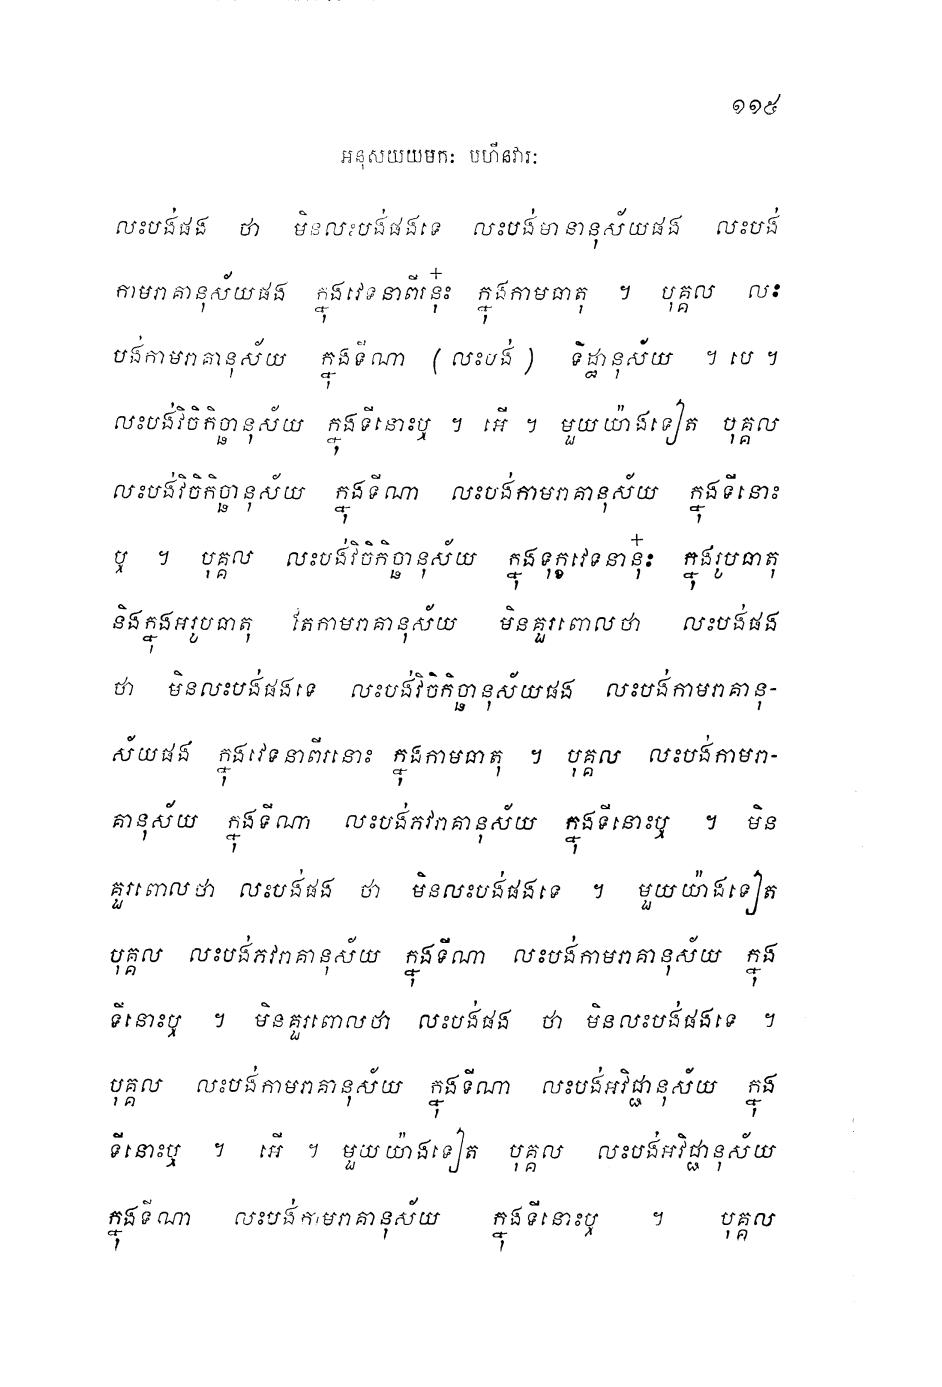 ១១៥
អនុសយយមកៈ បហីនវារៈ
លះបង់ផង ថា មិនលះបង់ផងទេ លះបង់មានានុស័យផង លះបង់
កាមរាគានុស័យផង ក្នុងវេទនាពីរនុ៎ះ ក្នុងកាមធាតុ ។ បុគ្គល លះ
បង់កាមរាគានុស័យ ក្នុងទីណា ( លះបង់ ) ទិដ្ឋានុស័យ ។ បេ ។
លះបង់វិចិកិច្ឆានុស័យ ក្នុងទីនោះឬ ។ អើ ។ មួយយ៉ាងទៀត បុគ្គល
លះបង់វិចិកិច្ឆានុស័យ ក្នុងទីណា លះបង់កាមរាគានុស័យ ក្នុងទីនោះ
ឬ ។ បុគ្គល លះបង់វិចិកិច្ឆានុស័យ ក្នុងទុក្ខវេទនានុ៎ះ ក្នុងរូបធាតុ
និងក្នុងអរូបធាតុ តែកាមរាគានុស័យ មិនគួរពោលថា លះបង់ផង
ថា មិនលះបង់ផងទេ លះបង់វិចិកិច្ឆានុស័យផង លះបង់កាមរាគានុ-
ស័យផង ក្នុងវេទនាពីរនោះ ក្នុងកាមធាតុ ។ បុគ្គល លះបង់កាមរា-
គានុស័យ ក្នុងទីណា លះបង់ភវរាគានុស័យ ក្នុងទីនោះឬ ។ មិន
គួរពោលថា លះបង់ផង ថា មិនលះបង់ផងទេ ។ មួយយ៉ាងទៀត
បុគ្គល លះបង់ភវរាគានុស័យ ក្នុងទីណា លះបង់កាមរាគានុស័យ ក្នុង
ទីនោះឬ ។ មិនគួរពោលថា លះបង់ផង ថា មិនលះបង់ផងទេ ។
បុគ្គល លះបង់កាមរាគានុស័យ ក្នុងទីណា លះបង់អវិជ្ជានុស័យ ក្នុង
ទីនោះឬ ។ អើ ។ មួយយ៉ាងទៀត បុគ្គល លះបង់អវិជ្ជានុស័យ
ក្នុងទីណា លះបង់កាមរាគានុស័យ ក្នុងទីនោះឬ ។ បុគ្គល